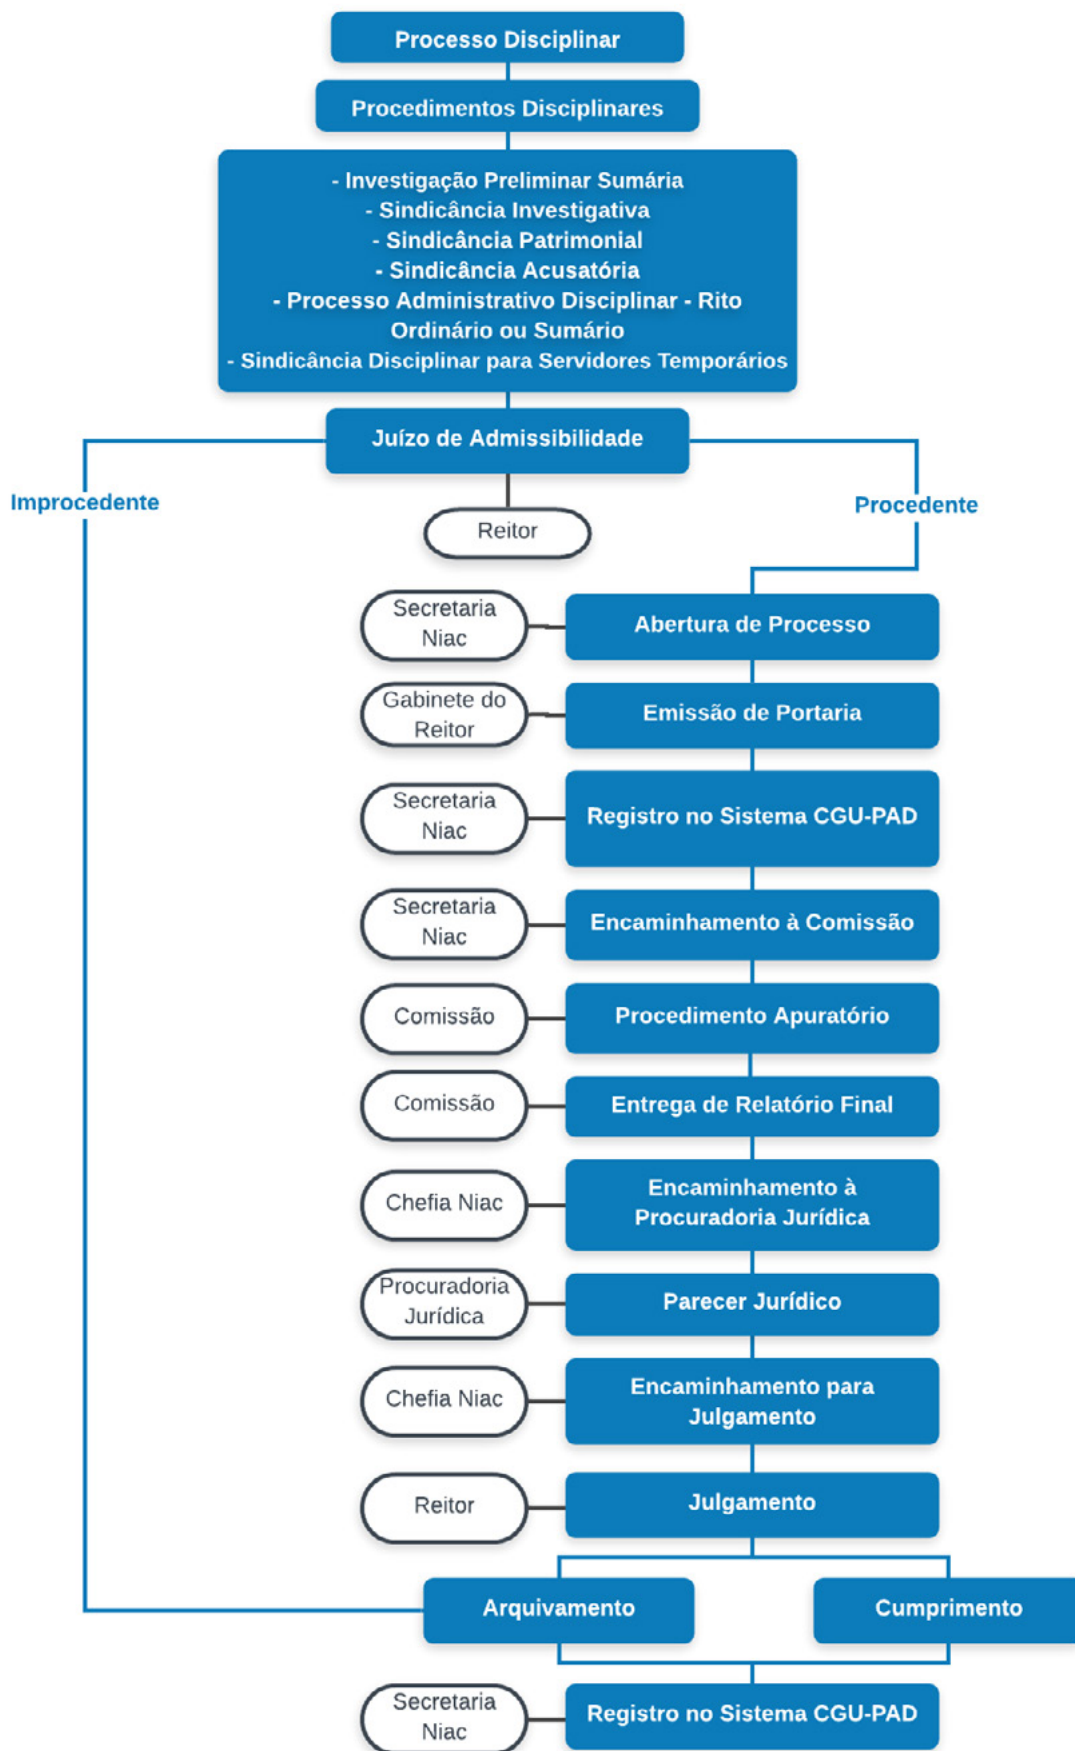 Processo Disciplinar
Procedimentos Disciplinares
- Investigação Preliminar Sumária
- Sindicância Investigativa
- Sindicância Patrimonial
- Sindicância Acusatória
- Processo Administrativo Disciplinar - Rito
Ordinário ou Sumário
- Sindicância Disciplinar para Servidores Temporários
Juízo de Admissibilidade
Improcedente
Procedente
Reitor
Secretaria
Niac
Abertura de Processo
Gabinete do
Reitor
Emissão de Portaria
Secretaria
Niac
Registro no Sistema CGU-PAD
Secretaria
Niac
Encaminhamento à Comissão
Comissão
Procedimento Apuratório
Comissão
Entrega de Relatório Final
Chefia Niac
Encaminhamento à
Procuradoria Jurídica
Procuradoria
Jurídica
Parecer Jurídico
Chefia Niac
Encaminhamento para
Julgamento
Reitor
Julgamento
Arquivamento
Cumprimento
Secretaria
Niac
Registro no Sistema CGU-PAD